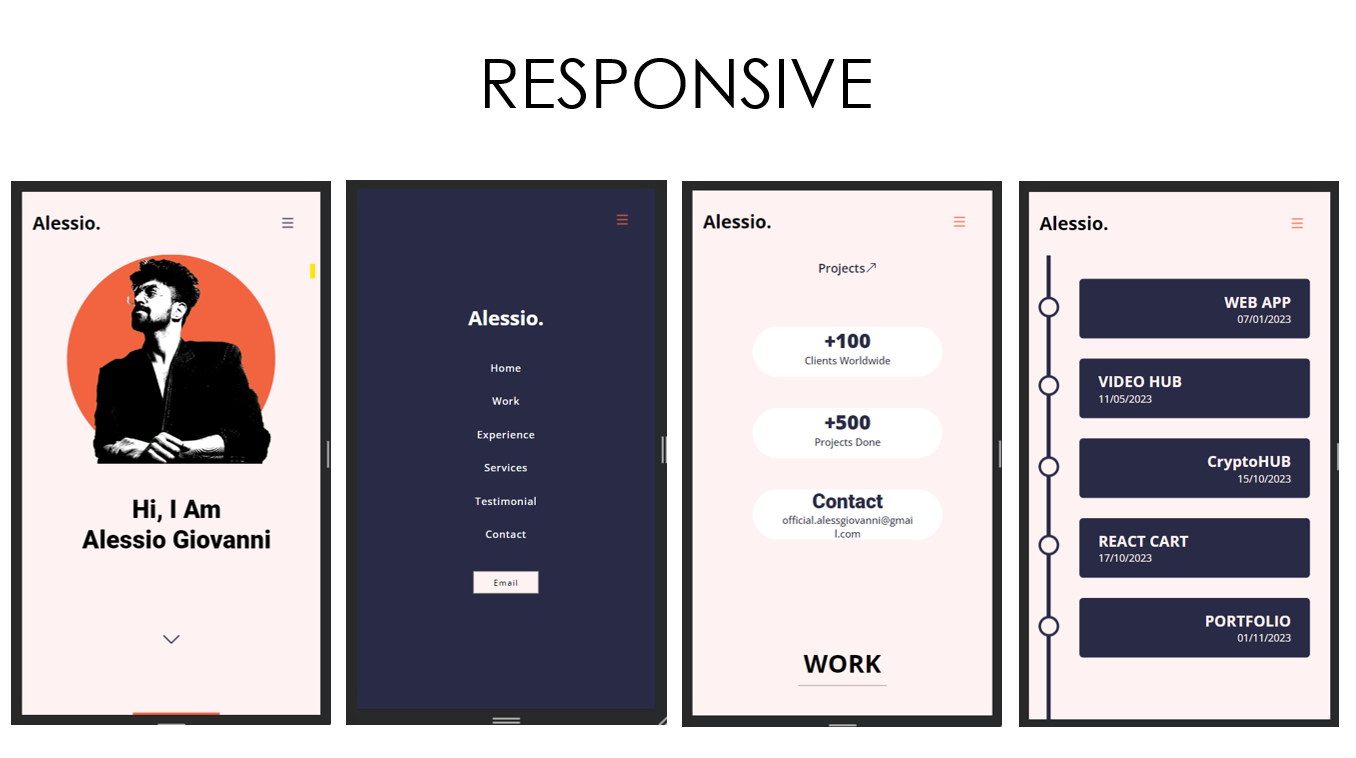 RESPONSIVE
Alessio.
Hi, I Am
Alessio Giovanni
Alessio.
Home
Work
Experience
Services
Testimonial
Contact
Email
Alessio.
Projects
+100
Clients Worldwide
+500
Projects Done
Contact
official.alessgiovanni@gmai
l.com
WORK
Alessio.
WEB APP
07/01/2023
VIDEO HUB
11/05/2023
CryptoHUB
15/10/2023
REACT CART
17/10/2023
PORTFOLIO
01/11/2023